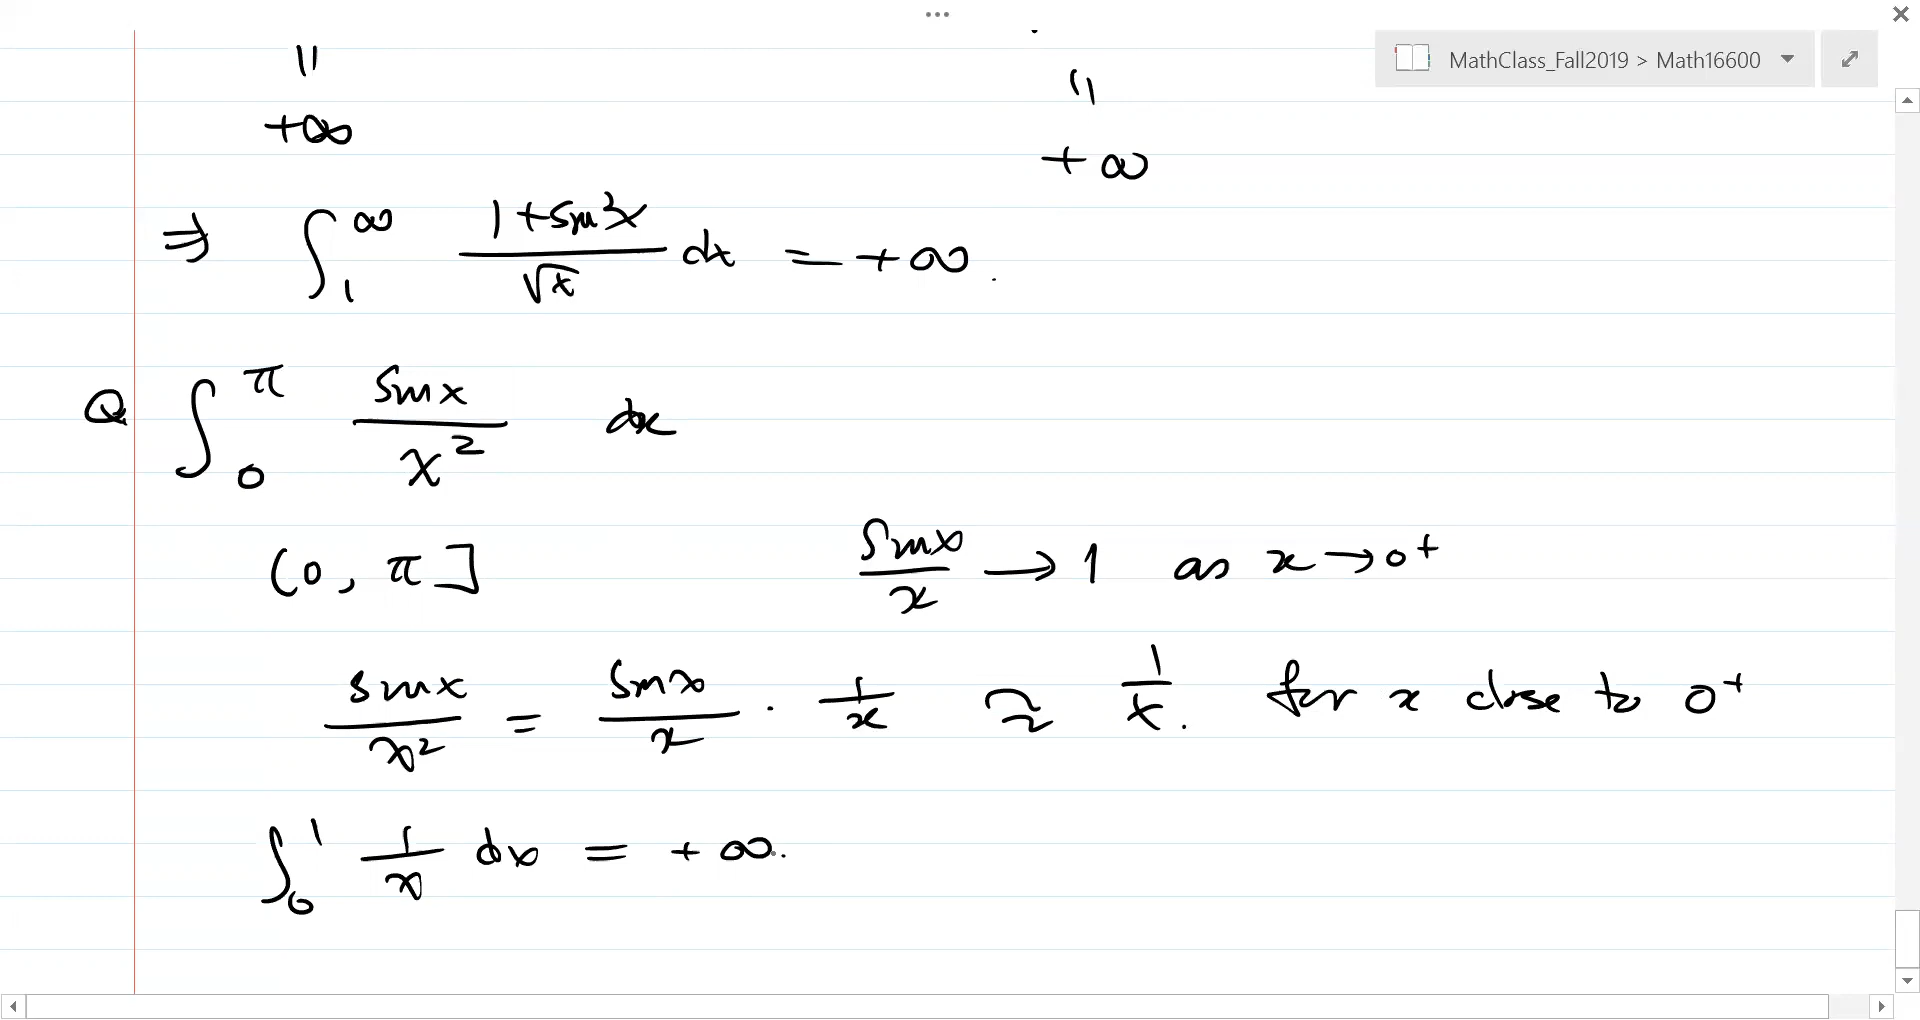 ...
MathClass_Fall2019 > Math16600
||
+∞
||
+∞
⇒ ∫₁^∞ (1+sin²x)/√x dx = +∞.
Q ∫₀^π sinx/x² dx
(0, π]
sinx/x → 1 as x→0⁺
sinx/x² = sinx/x · 1/x ≈ 1/x. for x close to 0⁺
∫₀¹ 1/x dx = +∞.